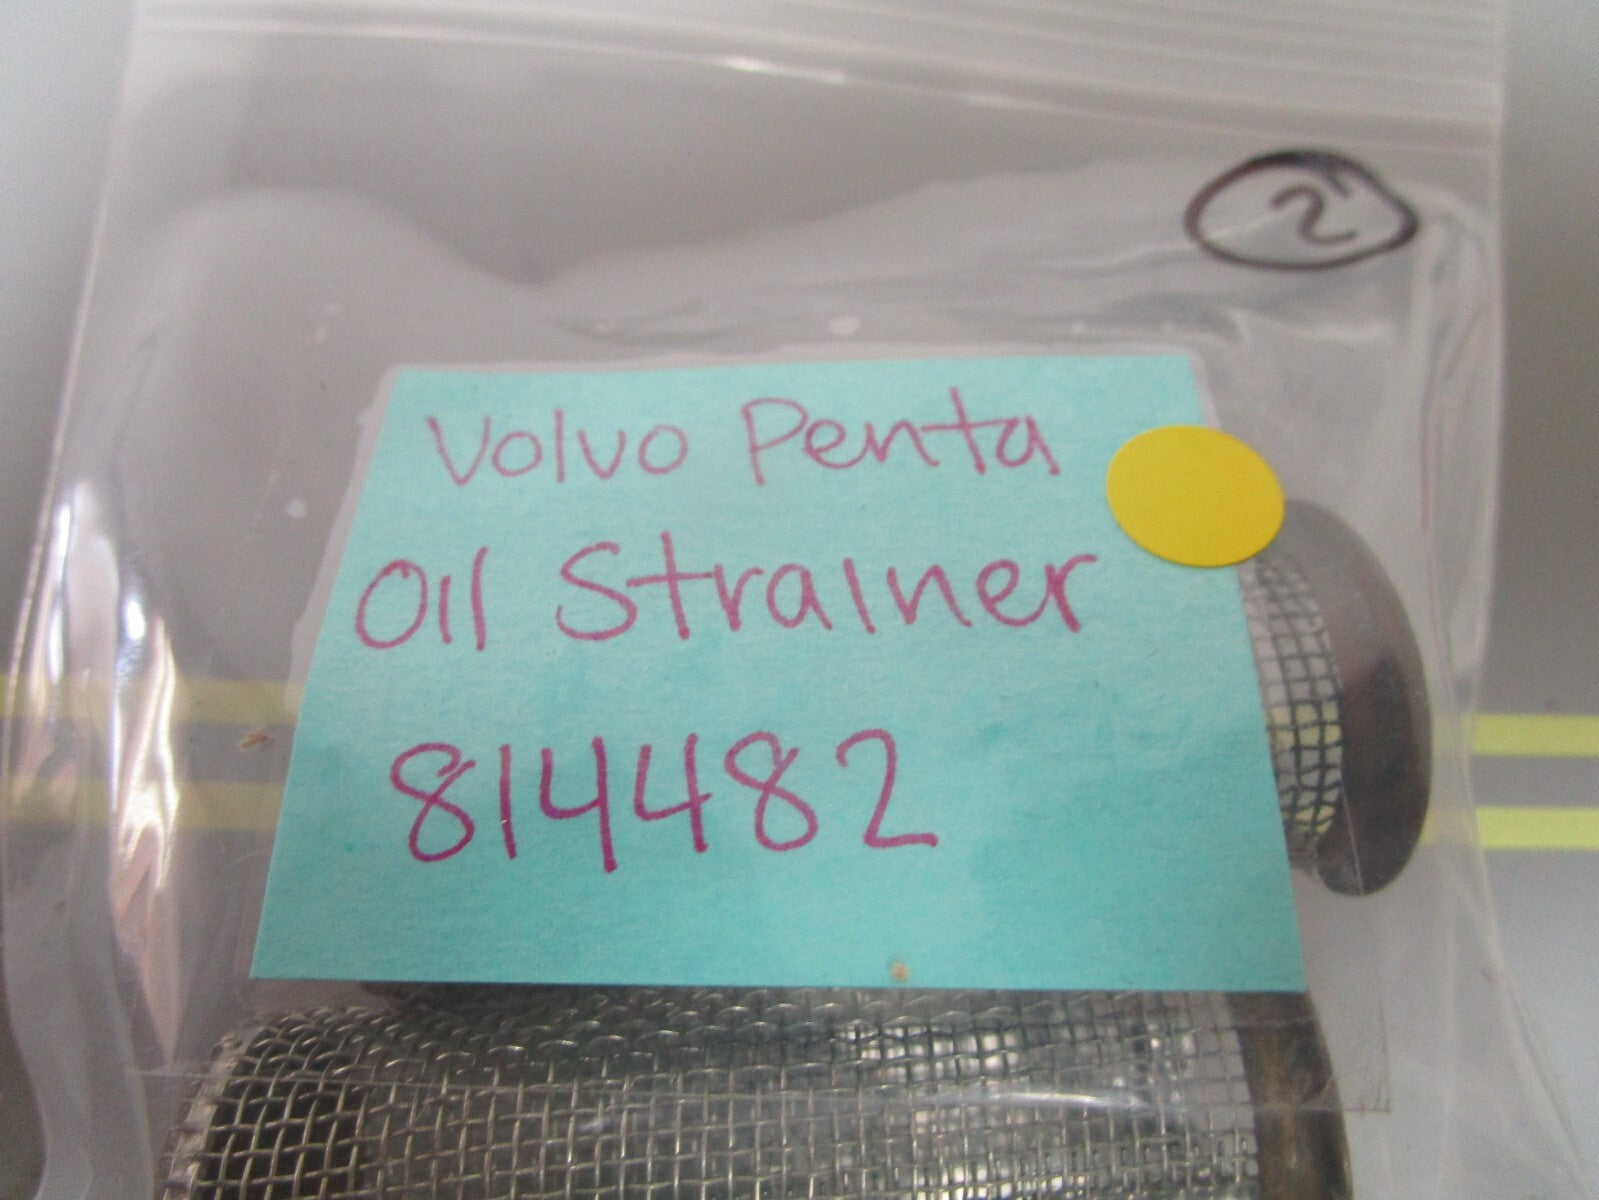 2
Volvo Penta
Oil Strainer
814482